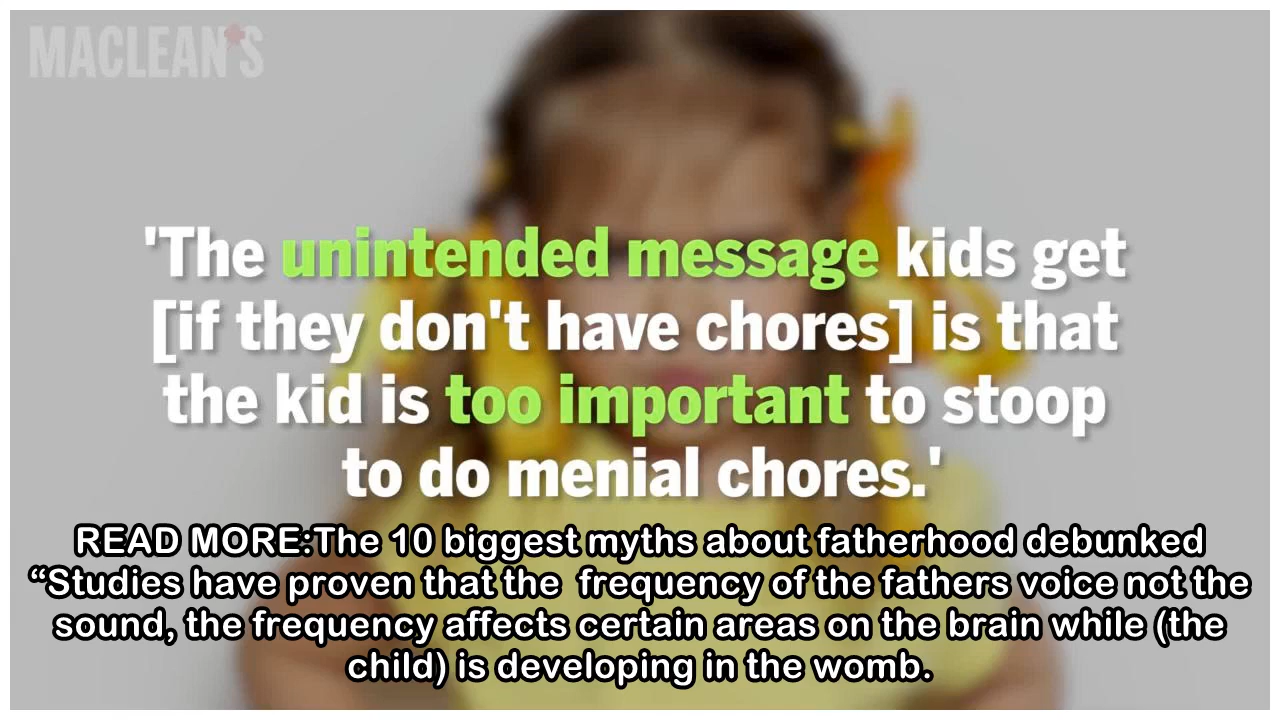 MACLEAN'S
'The unintended message kids get
[if they don't have chores] is that
the kid is too important to stoop
to do menial chores.'
READ MORE:The 10 biggest myths about fatherhood debunked
“Studies have proven that the  frequency of the fathers voice not the
sound, the frequency affects certain areas on the brain while (the
child) is developing in the womb.